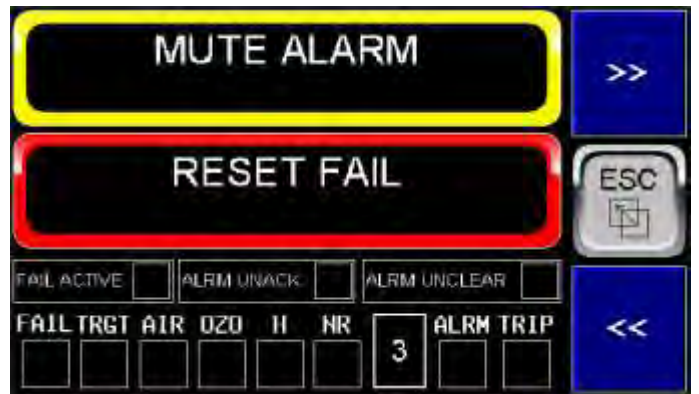 MUTE ALARM
>>
RESET FAIL
ESC
FAIL ACTIVE ALRM UNACK ALRM UNCLEAR
FAIL TRGT AIR OZO H NR 3 ALRM TRIP
<<